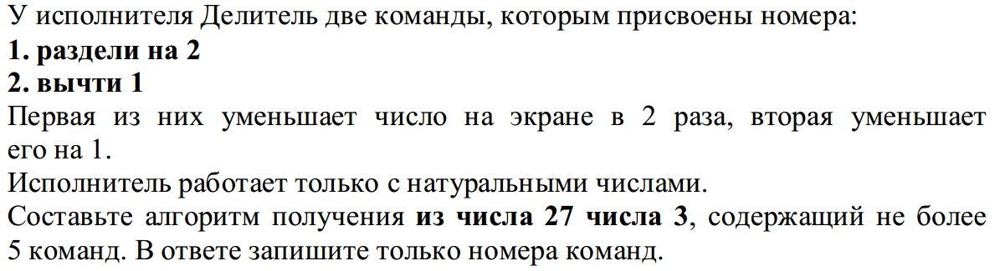 У исполнителя Делитель две команды, которым присвоены номера:
1. раздели на 2
2. вычти 1
Первая из них уменьшает число на экране в 2 раза, вторая уменьшает
его на 1.
Исполнитель работает только с натуральными числами.
Составьте алгоритм получения из числа 27 числа 3, содержащий не более
5 команд. В ответе запишите только номера команд.